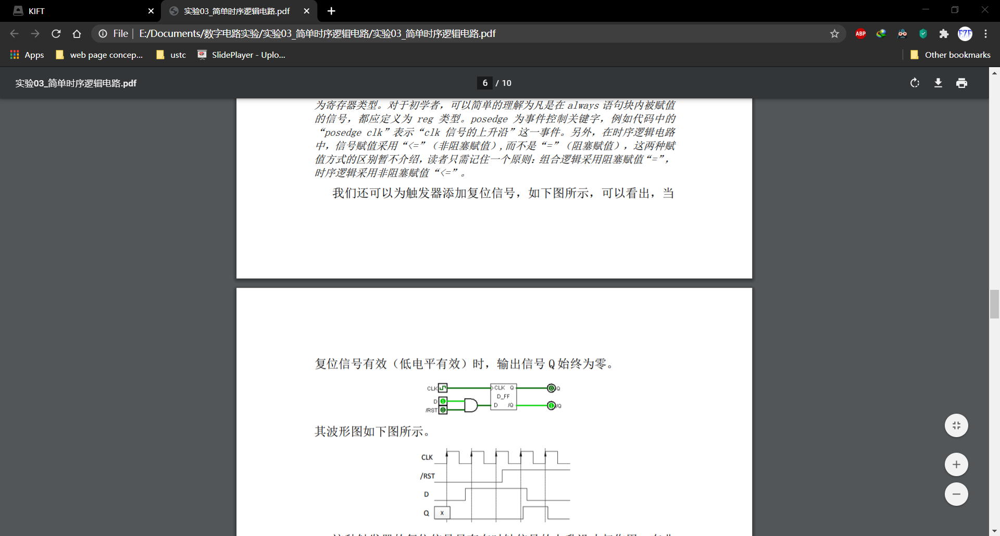 KIFT
实验03_简单时序逻辑电路.pdf
File
E:/Documents/数字电路实验/实验03_简单时序逻辑电路/实验03_简单时序逻辑电路.pdf
ABP
FZF
Apps
web page concep...
ustc
SlidePlayer - Uplo...
Other bookmarks
实验03_简单时序逻辑电路.pdf
6 / 10
为寄存器类型。对于初学者，可以简单的理解为凡是在 always 语句块内被赋值
的信号，都应定义为 reg 类型。posedge 为事件控制关键字，例如代码中的
“posedge clk”表示“clk 信号的上升沿”这一事件。另外，在时序逻辑电路
中，信号赋值采用“<=”（非阻塞赋值）,而不是“=”（阻塞赋值），这两种赋
值方式的区别暂不介绍，读者只需记住一个原则：组合逻辑采用阻塞赋值“=”，
时序逻辑采用非阻塞赋值“<=”。
我们还可以为触发器添加复位信号，如下图所示，可以看出，当
复位信号有效（低电平有效）时，输出信号 Q 始终为零。
CLK CLK Q 0 Q
D 1 D_FF
/RST 0 D /Q 1 /Q
其波形图如下图所示。
CLK
/RST
D
Q x